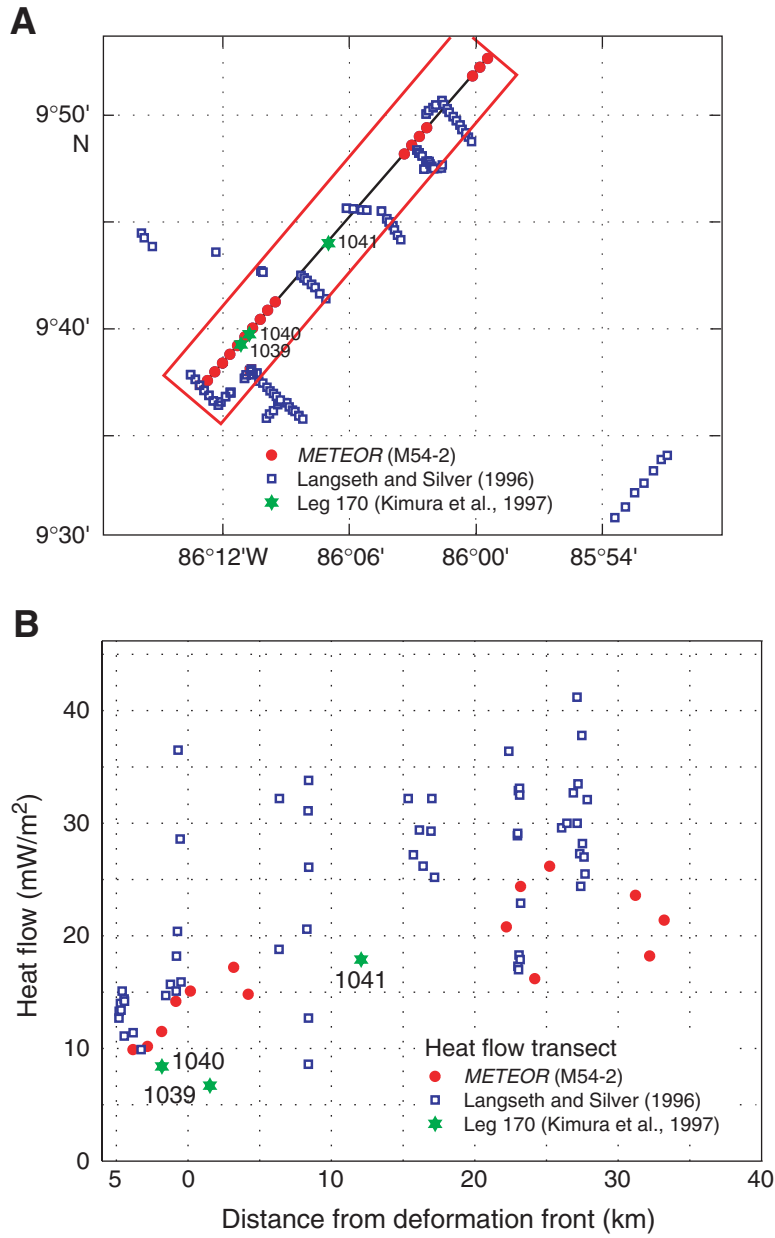 A
9°50'
N
1041
9°40'
1040
1039
METEOR (M54-2)
Langseth and Silver (1996)
Leg 170 (Kimura et al., 1997)
9°30'
86°12'W
86°06'
86°00'
85°54'
B
40
30
Heat flow (mW/m²)
20
1041
10
1040
1039
Heat flow transect
METEOR (M54-2)
Langseth and Silver (1996)
Leg 170 (Kimura et al., 1997)
0
5
0
10
20
30
40
Distance from deformation front (km)